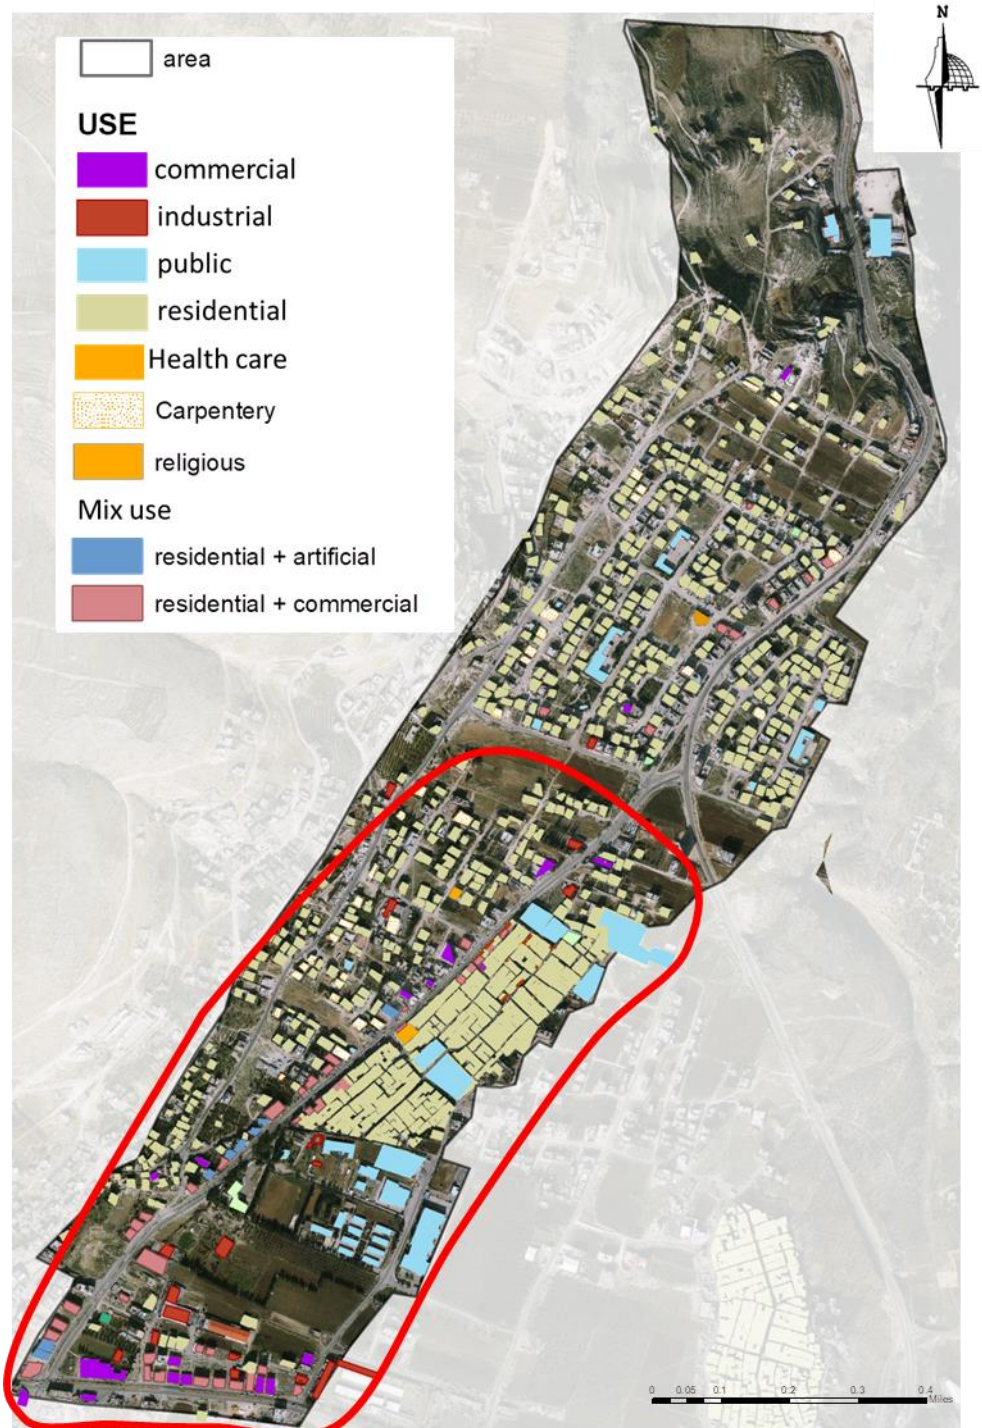 N
area
USE
commercial
industrial
public
residential
Health care
Carpentery
religious
Mix use
residential + artificial
residential + commercial
0 0.05 0.1 0.2 0.3 0.4
Miles